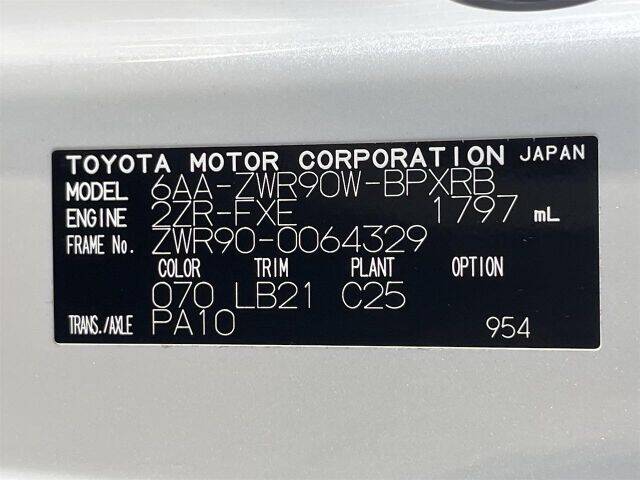 TOYOTA MOTOR CORPORATION JAPAN
MODEL 6AA-ZWR90W-BPXRB
ENGINE 2ZR-FXE 1797 mL
FRAME No. ZWR90-0064329
COLOR TRIM PLANT OPTION
070 LB21 C25
TRANS./AXLE PA10 954